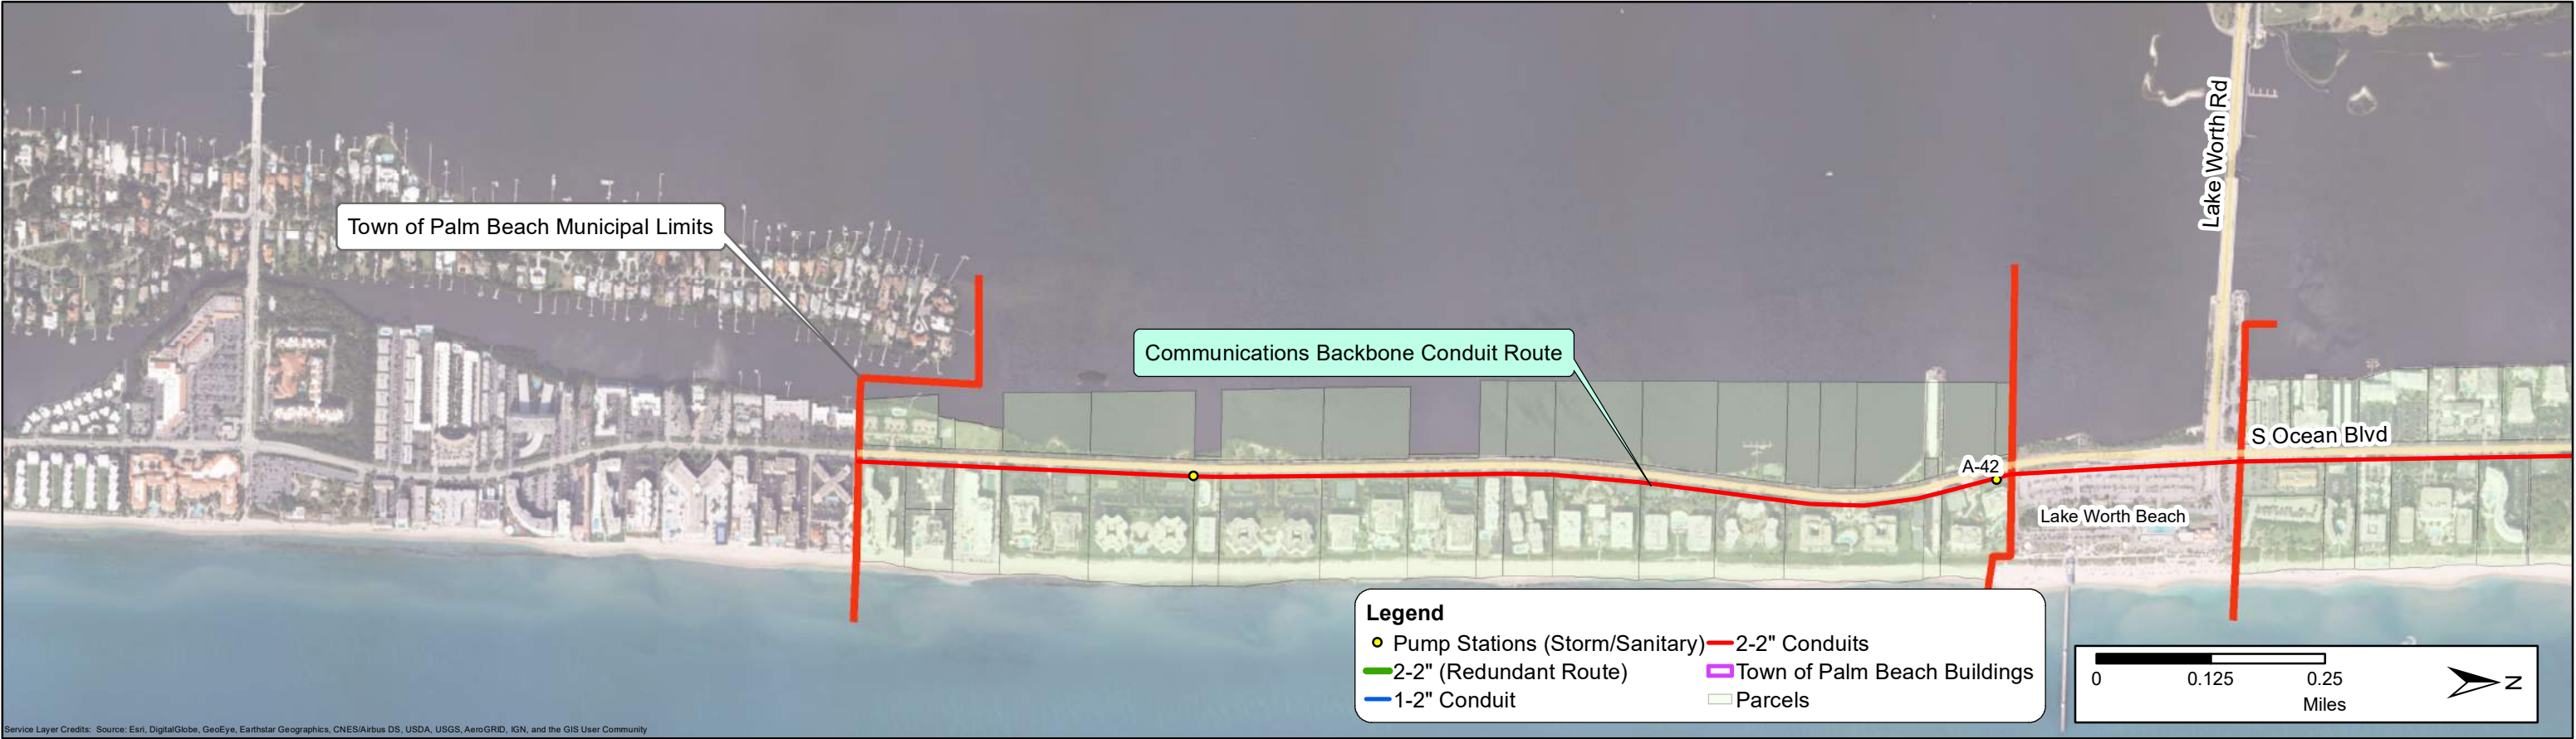 Lake Worth Rd
Town of Palm Beach Municipal Limits
Communications Backbone Conduit Route
S Ocean Blvd
A-42
Lake Worth Beach
Legend
Pump Stations (Storm/Sanitary)
2-2" Conduits
2-2" (Redundant Route)
Town of Palm Beach Buildings
1-2" Conduit
Parcels
0 0.125 0.25
Miles
N
Service Layer Credits: Source: Esri, DigitalGlobe, GeoEye, Earthstar Geographics, CNES/Airbus DS, USDA, USGS, AeroGRID, IGN, and the GIS User Community